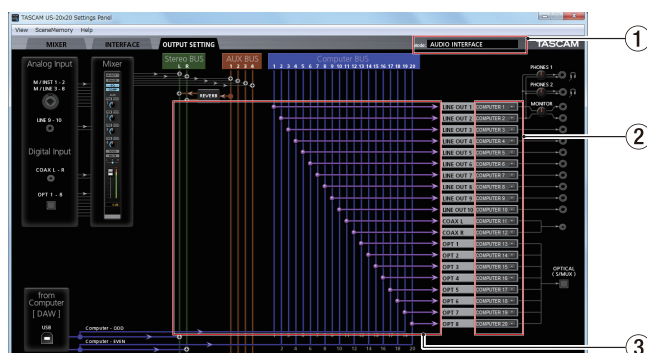 TASCAM US-20x20 Settings Panel
View SceneMemory Help
MIXER INTERFACE OUTPUT SETTING
Mode: AUDIO INTERFACE
TASCAM
1
Analog Input
Mixer
Stereo BUS
L R
AUX BUS
1 2 3 4
Computer BUS
1 2 3 4 5 6 7 8 9 10 11 12 13 14 15 16 17 18 19 20
M / INST 1 - 2
M / LINE 3 - 8
LINE 9 - 10
Digital Input
COAX L - R
OPT 1 - 8
REVERB
PHONES 1
PHONES 2
MONITOR
LINE OUT 1 COMPUTER 1
LINE OUT 2 COMPUTER 2
LINE OUT 3 COMPUTER 3
LINE OUT 4 COMPUTER 4
LINE OUT 5 COMPUTER 5
LINE OUT 6 COMPUTER 6
LINE OUT 7 COMPUTER 7
LINE OUT 8 COMPUTER 8
LINE OUT 9 COMPUTER 9
LINE OUT 10 COMPUTER 10
COAX L COMPUTER 11
COAX R COMPUTER 12
OPT 1 COMPUTER 13
OPT 2 COMPUTER 14
OPT 3 COMPUTER 15
OPT 4 COMPUTER 16
OPT 5 COMPUTER 17
OPT 6 COMPUTER 18
OPT 7 COMPUTER 19
OPT 8 COMPUTER 20
2
OPTICAL
( S/MUX )
from
Computer
[ DAW ]
USB
Computer - ODD
Computer - EVEN
2 4 6 8 10 12 14 16 18 20
3